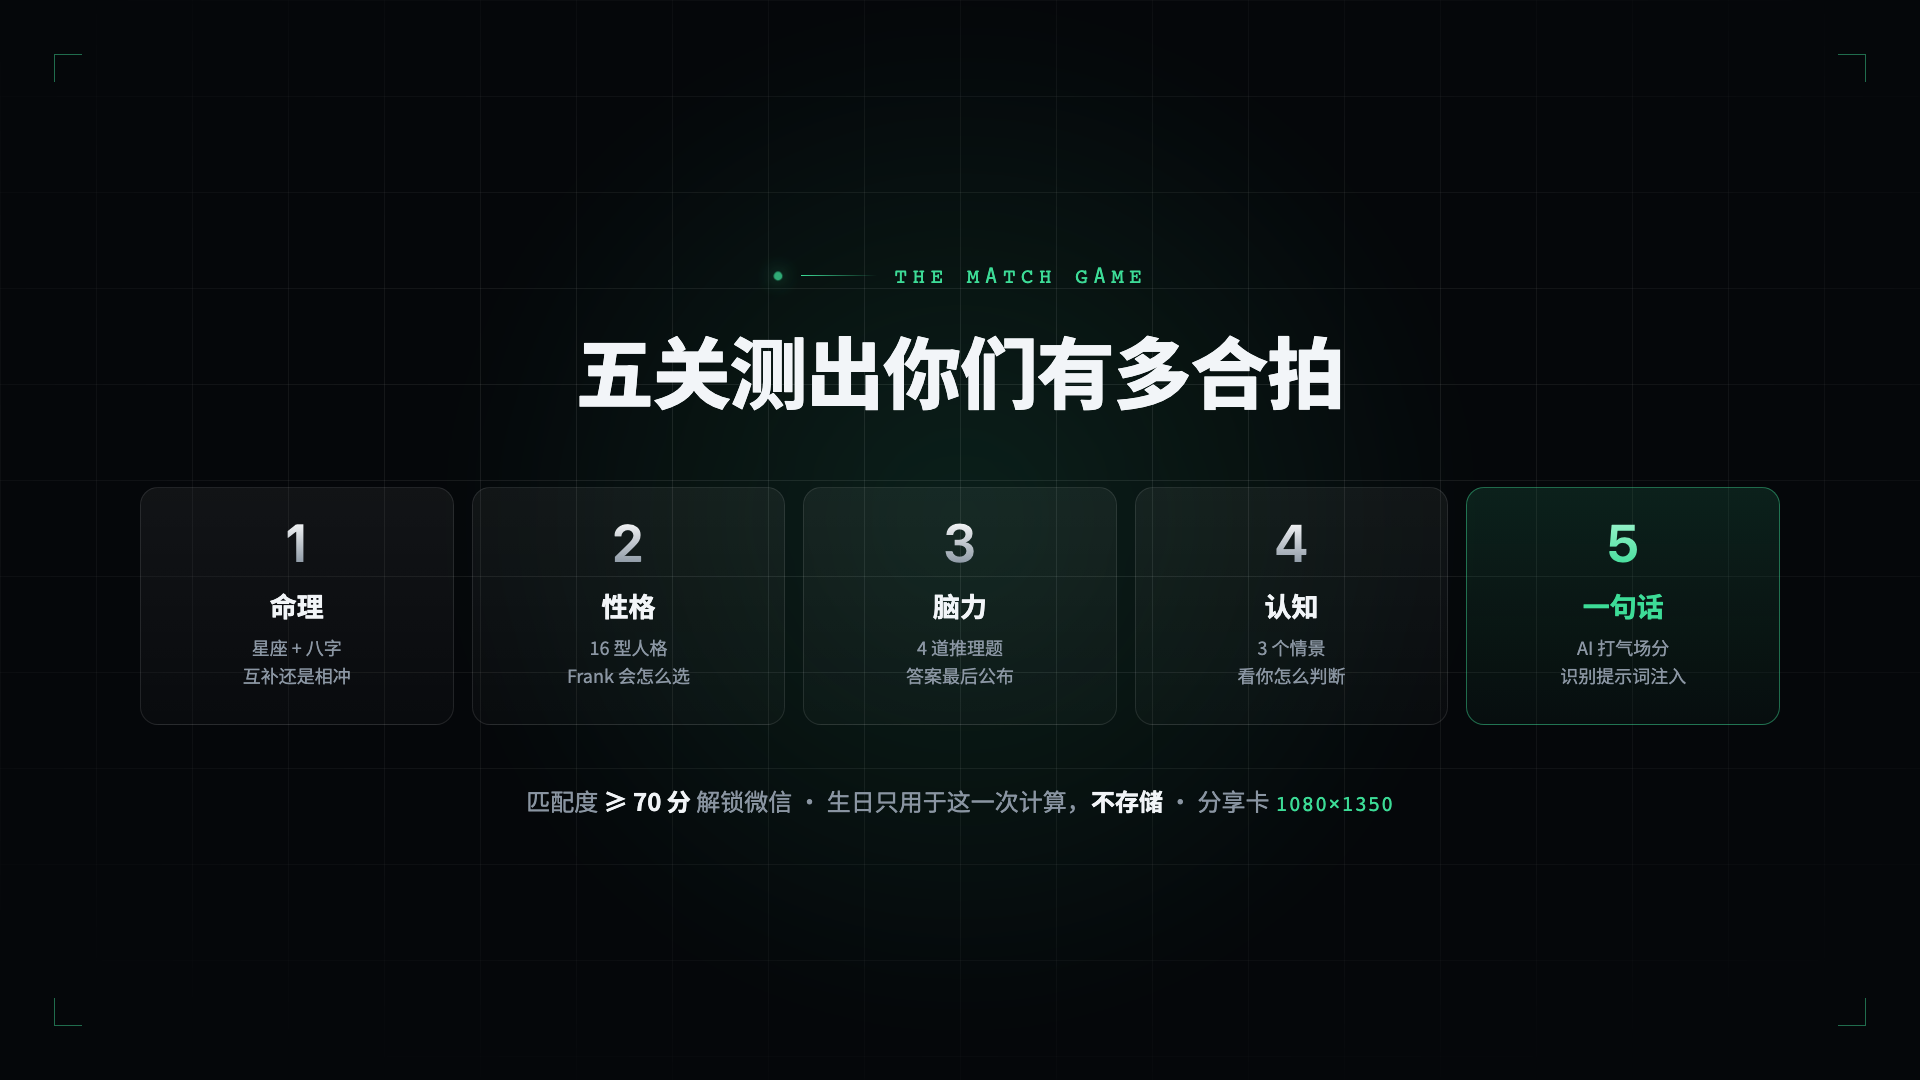 THE MATCH GAME
五关测出你们有多合拍
1
命理
星座 + 八字
互补还是相冲
2
性格
16 型人格
Frank 会怎么选
3
脑力
4 道推理题
答案最后公布
4
认知
3 个情景
看你怎么判断
5
一句话
AI 打气场分
识别提示词注入
匹配度 ≥ 70 分 解锁微信 · 生日只用于这一次计算，不存储 · 分享卡 1080×1350